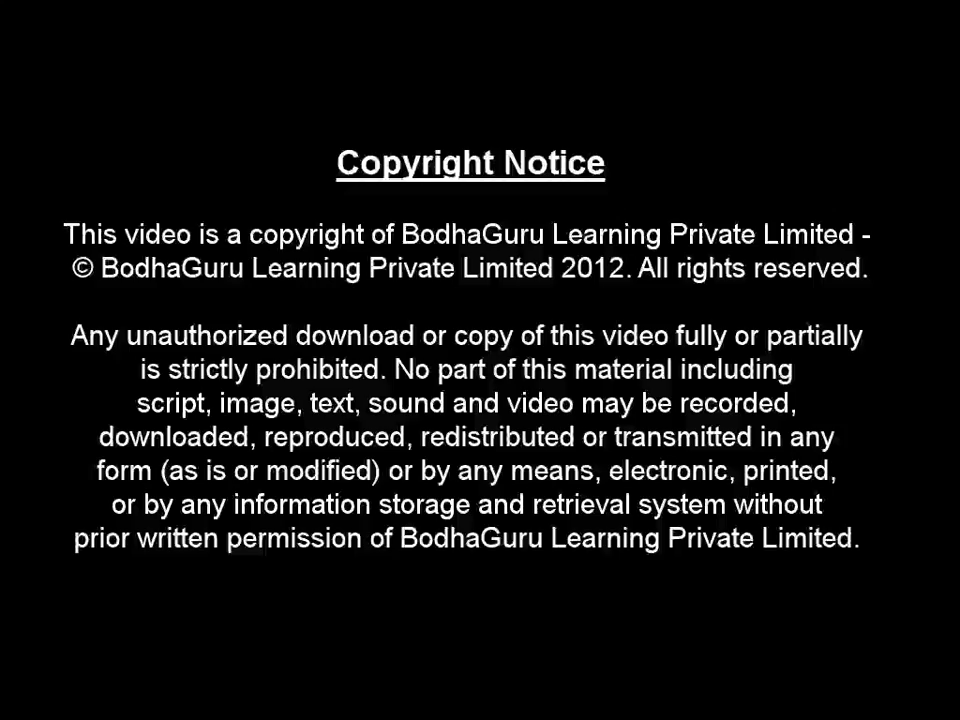 Copyright Notice
This video is a copyright of BodhaGuru Learning Private Limited -
© BodhaGuru Learning Private Limited 2012. All rights reserved.
Any unauthorized download or copy of this video fully or partially
is strictly prohibited. No part of this material including
script, image, text, sound and video may be recorded,
downloaded, reproduced, redistributed or transmitted in any
form (as is or modified) or by any means, electronic, printed,
or by any information storage and retrieval system without
prior written permission of BodhaGuru Learning Private Limited.